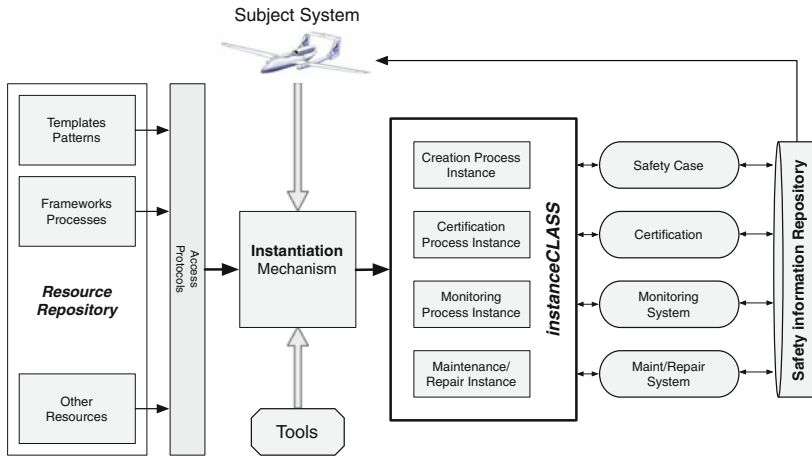 Subject System
Templates
Patterns
Frameworks
Processes
Resource
Repository
Other
Resources
Access
Protocols
Instantiation
Mechanism
Tools
Creation Process
Instance
Certification
Process Instance
Monitoring
Process Instance
Maintenance/
Repair Instance
instanceCLASS
Safety Case
Certification
Monitoring
System
Maint/Repair
System
Safety information Repository